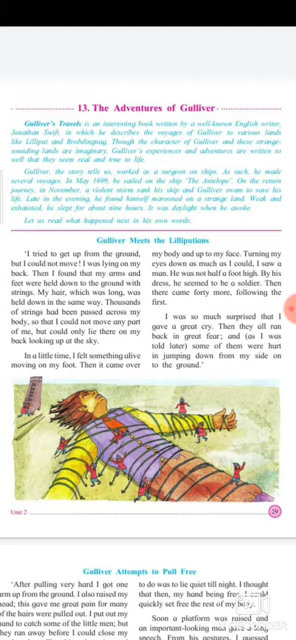 13. The Adventures of Gulliver
Gulliver's Travels is an interesting book written by a well-known English writer,
Jonathan Swift, in which he describes the voyages of Gulliver to various lands
like Lilliput and Brobdingnag. Though the character of Gulliver and these strange-
sounding lands are imaginary, Gulliver's experiences and adventures are written so
well that they seem real and true to life.
Gulliver, the story tells us, worked as a surgeon on ships. As such, he made
several voyages. In May 1699, he sailed on the ship 'The Antelope'. On the return
journey, in November, a violent storm sank his ship and Gulliver swam to save his
life. Late in the evening, he found himself marooned on a strange land. Weak and
exhausted, he slept for about nine hours. It was daylight when he awoke.
Let us read what happened next in his own words.
Gulliver Meets the Lilliputians
'I tried to get up from the ground,
but I could not move! I was lying on my
back. Then I found that my arms and
feet were held down to the ground with
strings. My hair, which was long, was
held down in the same way. Thousands
of strings had been passed across my
body, so that I could not move any part
of me, but could only lie there on my
back looking up at the sky.
In a little time, I felt something alive
moving on my foot. Then it came over
my body and up to my face. Turning my
eyes down as much as I could, I saw a
man. He was not half a foot high. By his
dress, he seemed to be a soldier. Then
there came forty more, following the
first.
I was so much surprised that I
gave a great cry. Then they all run
back in great fear; and (as I was
told later) some of them were hurt
in jumping down from my side on
to the ground.'
Unit 2
29
Gulliver Attempts to Pull Free
'After pulling very hard I got one
arm up from the ground. I also raised my
head; this gave me great pain for many
of the hairs were pulled out. I put out my
hand to catch some of the little men; but
they ran away before I could close my
to do was to lie quiet till night. I thought
that then, my hand being free, I could
quickly set free the rest of my body.
Soon a platform was raised
an important-looking man gave a long
speech. From his gestures, I guessed